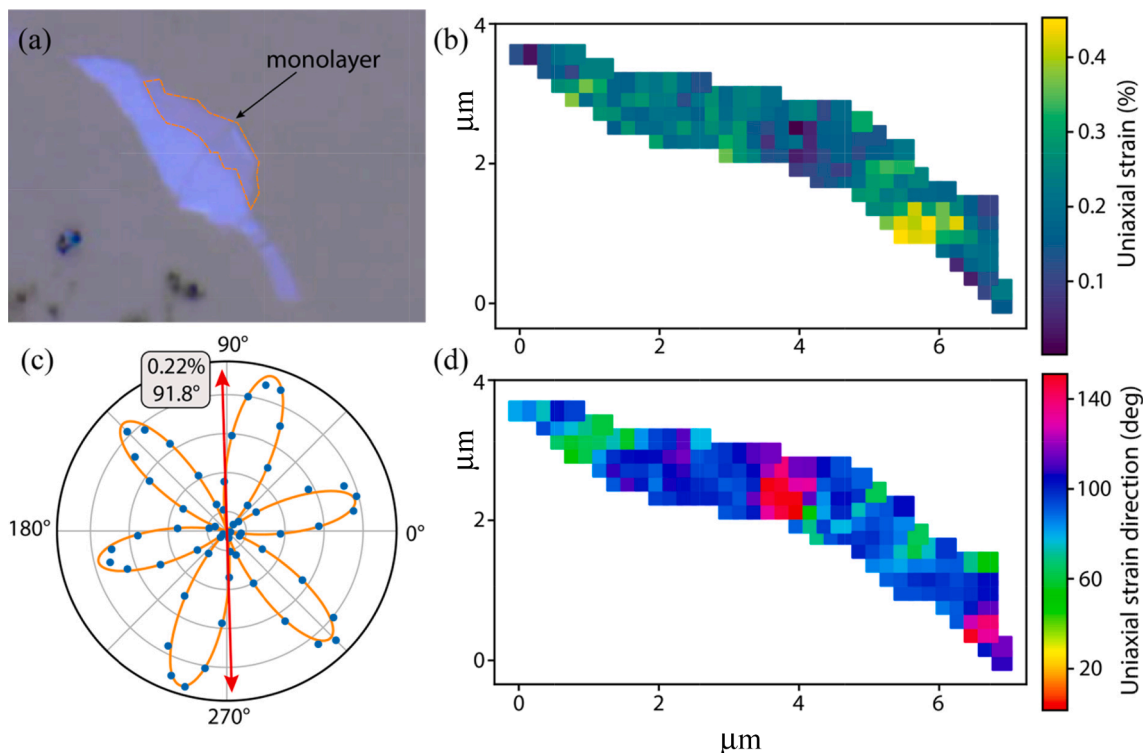 (a)
monolayer
(b)
4
2
0
μm
0
2
4
6
0.4
0.3
0.2
0.1
Uniaxial strain (%)
(c)
90°
0.22%
91.8°
180°
0°
270°
(d)
4
2
0
μm
0
2
4
6
μm
140
100
60
20
Uniaxial strain direction (deg)